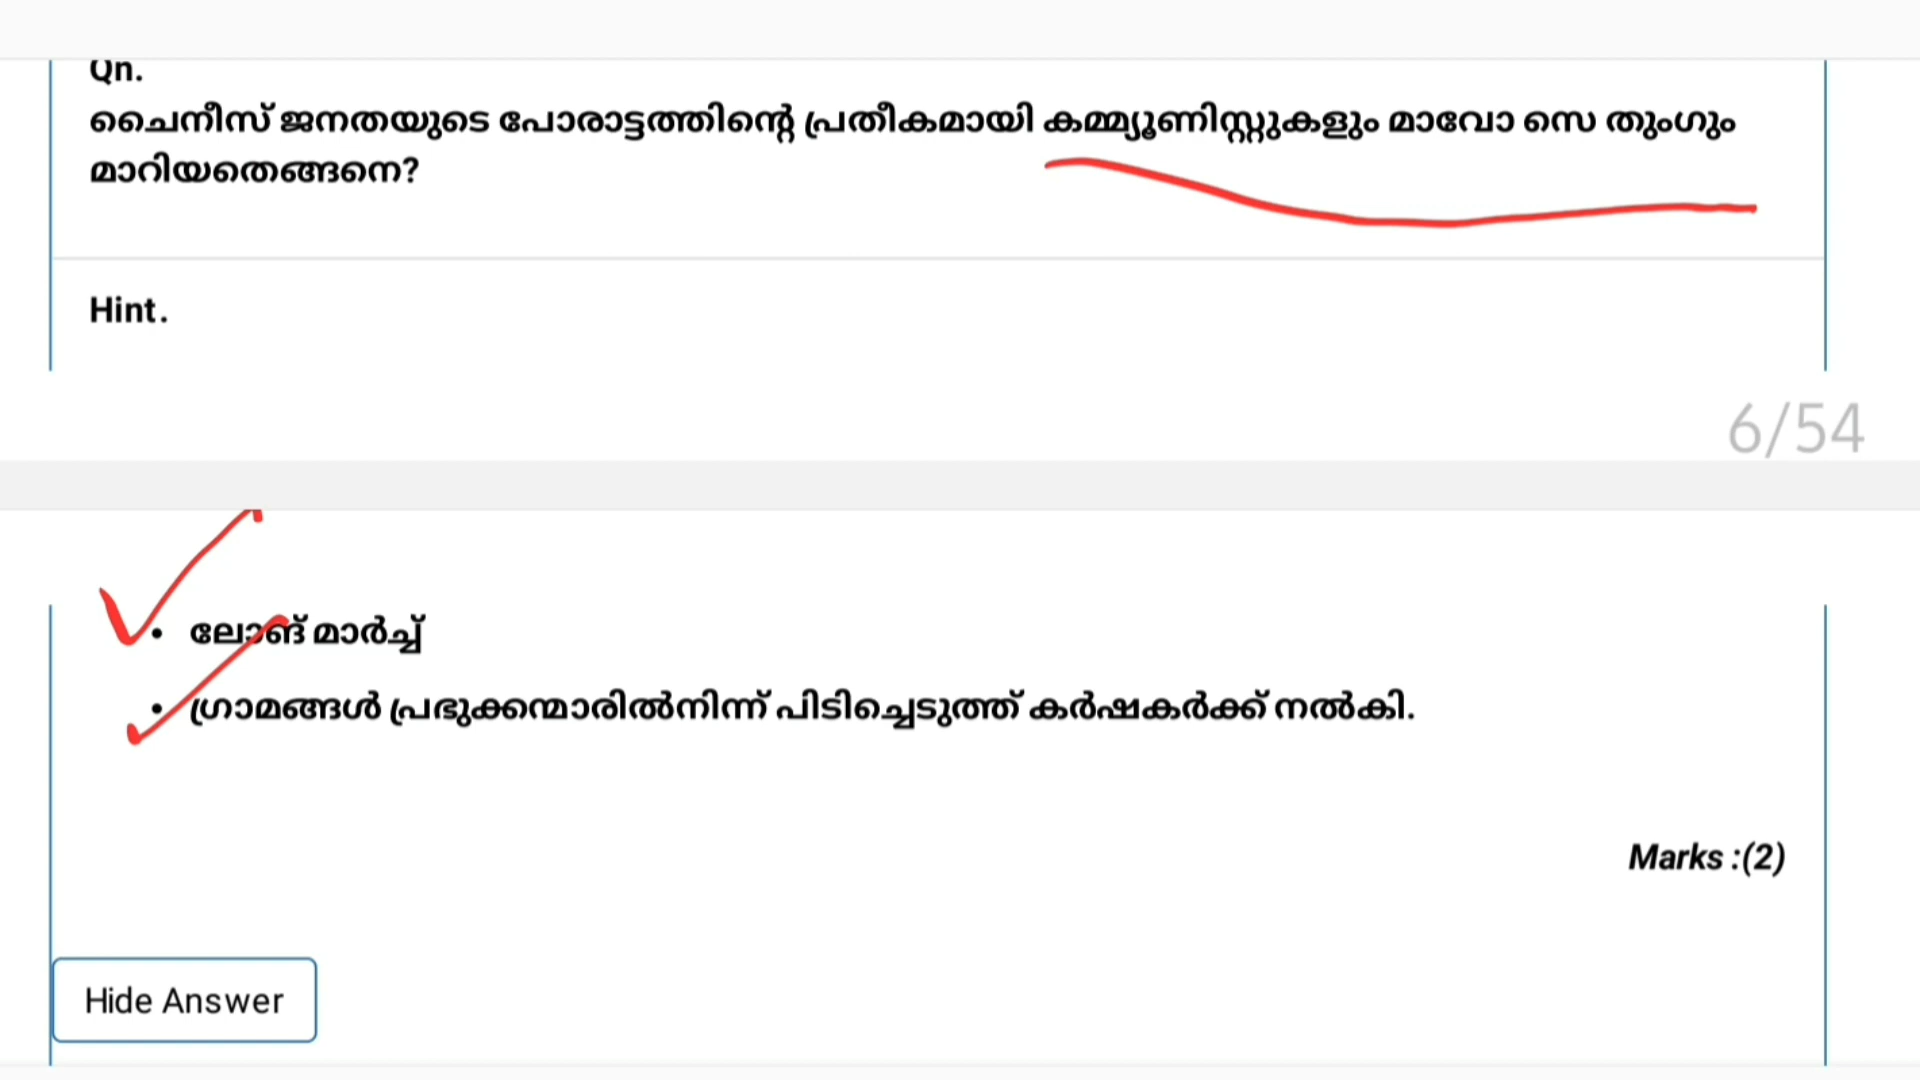 Qn.
ചൈനീസ് ജനതയുടെ പോരാട്ടത്തിന്റെ പ്രതീകമായി കമ്മ്യൂണിസ്റ്റുകളും മാവോ സെ തുംഗും
മാറിയതെങ്ങനെ?
Hint.
6/54
• ലോങ് മാർച്ച്
• ഗ്രാമങ്ങൾ പ്രഭുക്കന്മാരിൽനിന്ന് പിടിച്ചെടുത്ത് കർഷകർക്ക് നൽകി.
Marks :(2)
Hide Answer